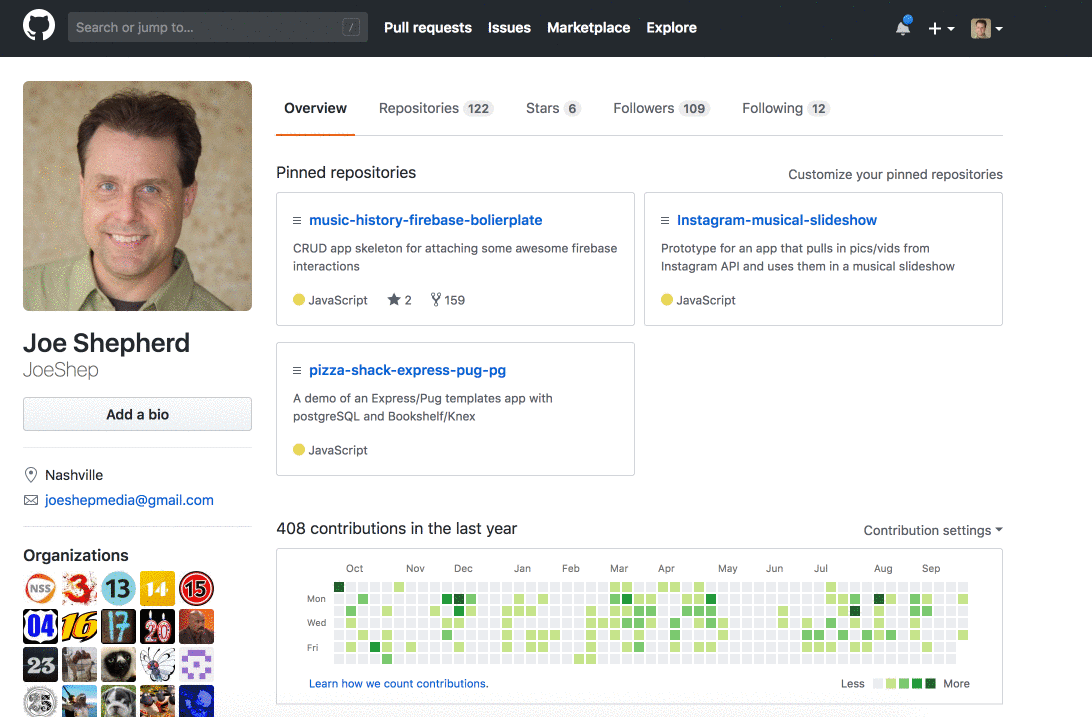 Search or jump to... /
Pull requests Issues Marketplace Explore
Overview Repositories 122 Stars 6 Followers 109 Following 12
Pinned repositories
Customize your pinned repositories
music-history-firebase-bolierplate
CRUD app skeleton for attaching some awesome firebase
interactions
JavaScript 2 159
Instagram-musical-slideshow
Prototype for an app that pulls in pics/vids from
Instagram API and uses them in a musical slideshow
JavaScript
pizza-shack-express-pug-pg
A demo of an Express/Pug templates app with
postgreSQL and Bookshelf/Knex
JavaScript
Joe Shepherd
JoeShep
Add a bio
Nashville
joeshepmedia@gmail.com
Organizations
NSS 3 13 14 15
04 16 17 20
23
25
408 contributions in the last year
Contribution settings
Oct Nov Dec Jan Feb Mar Apr May Jun Jul Aug Sep
Mon
Wed
Fri
Learn how we count contributions.
Less More